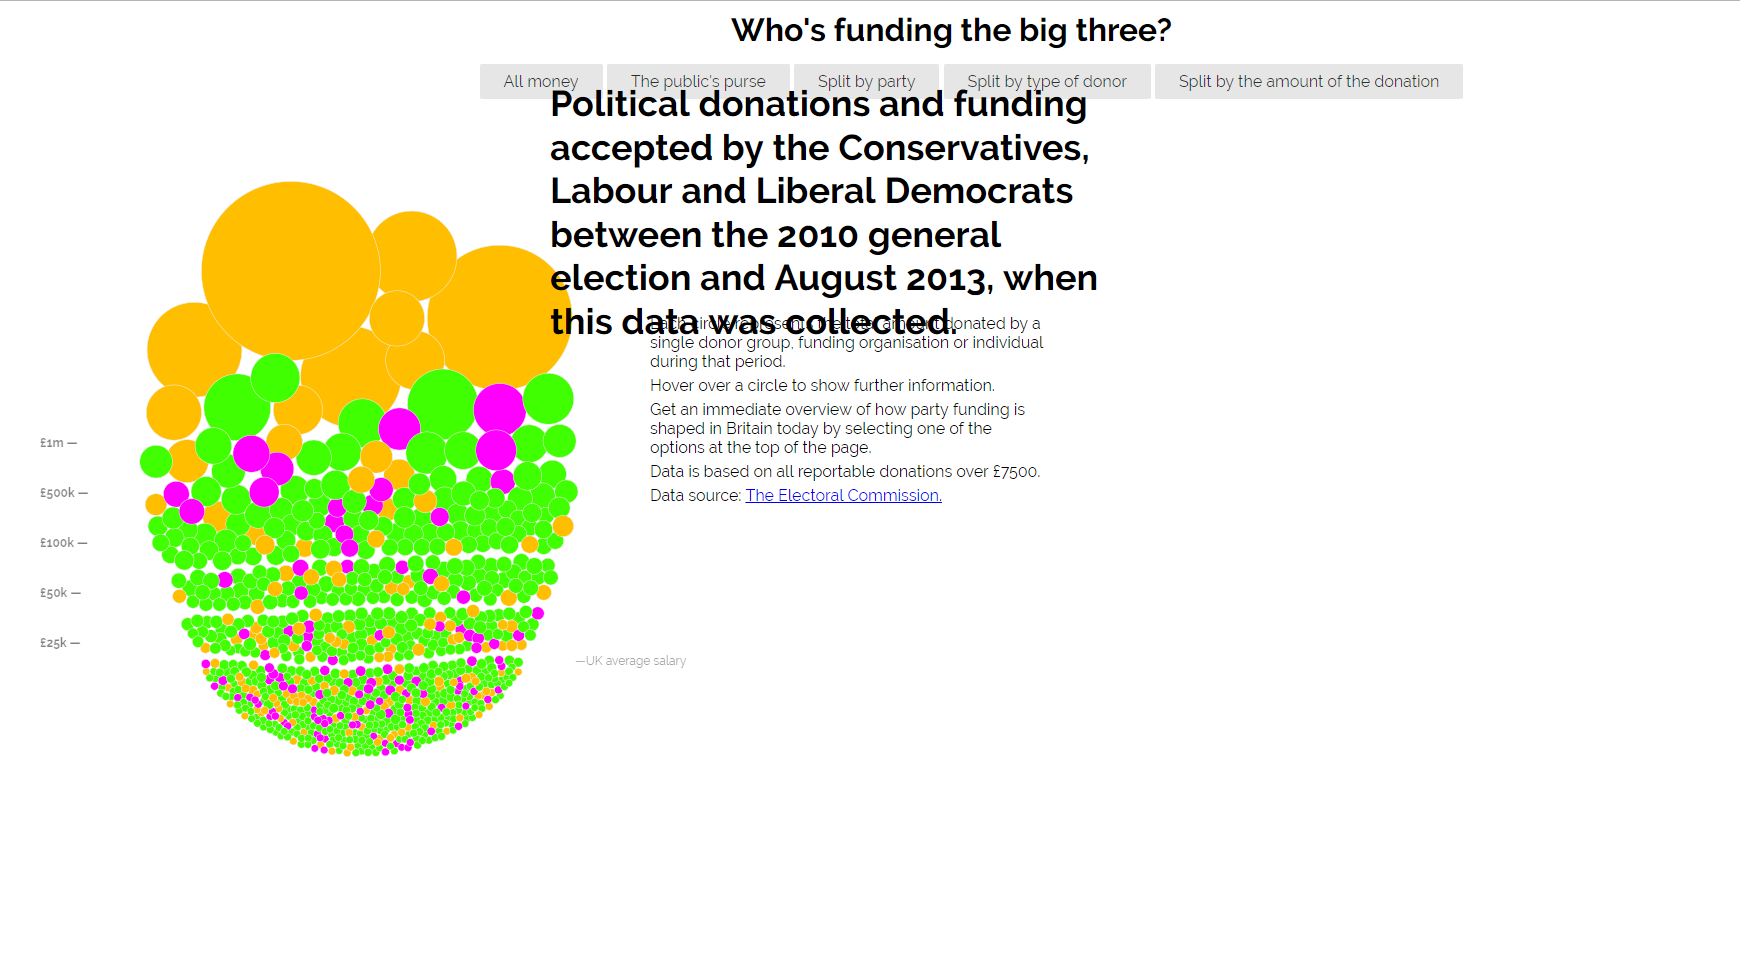 Who's funding the big three?
All money
The public's purse
Split by party
Split by type of donor
Split by the amount of the donation
Political donations and funding
accepted by the Conservatives,
Labour and Liberal Democrats
between the 2010 general
election and August 2013, when
this data was collected.
Each circle represents the total amount donated by a
single donor group, funding organisation or individual
during that period.
Hover over a circle to show further information.
Get an immediate overview of how party funding is
shaped in Britain today by selecting one of the
options at the top of the page.
Data is based on all reportable donations over £7500.
Data source: The Electoral Commission.
£1m —
£500k —
£100k —
£50k —
£25k —
—UK average salary